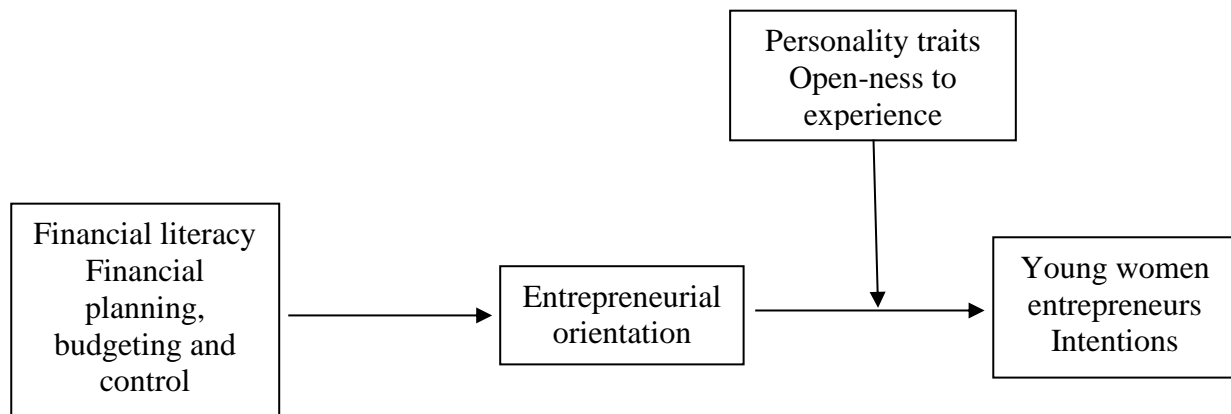 Personality traits
Open-ness to
experience
Financial literacy
Financial
planning,
budgeting and
control
Entrepreneurial
orientation
Young women
entrepreneurs
Intentions